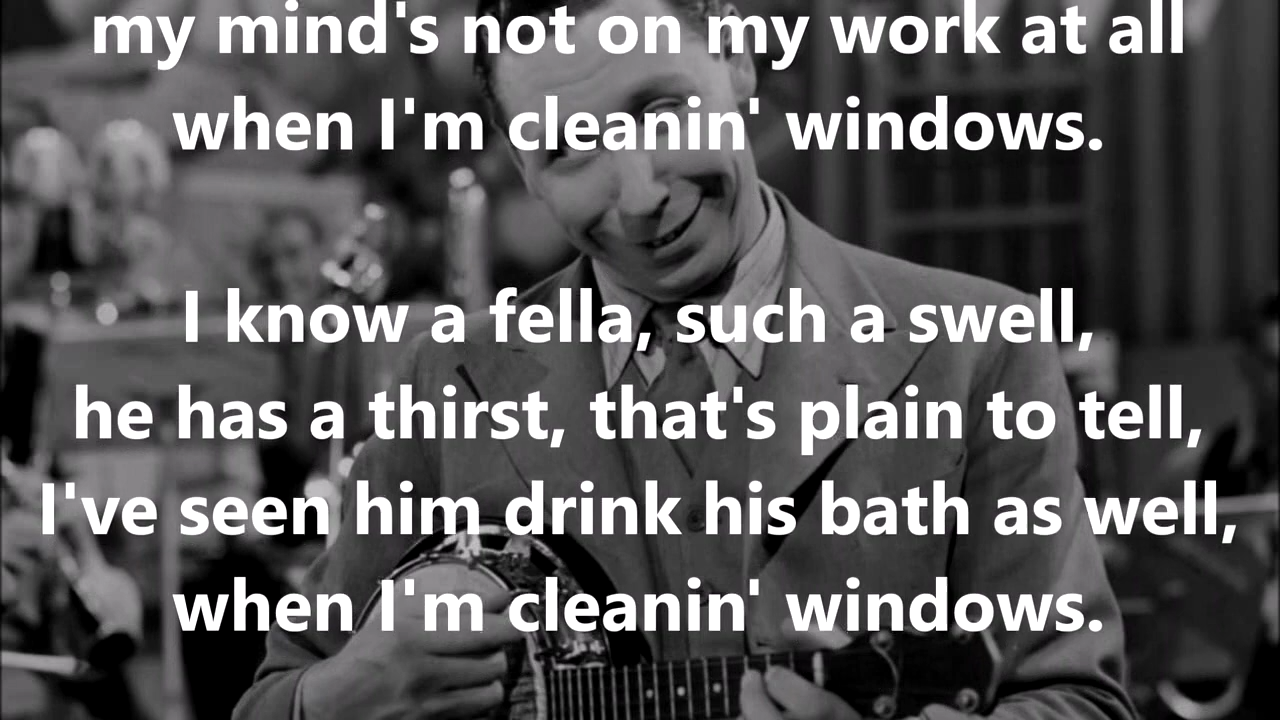 my mind's not on my work at all
when I'm cleanin' windows.
I know a fella, such a swell,
he has a thirst, that's plain to tell,
I've seen him drink his bath as well,
when I'm cleanin' windows.